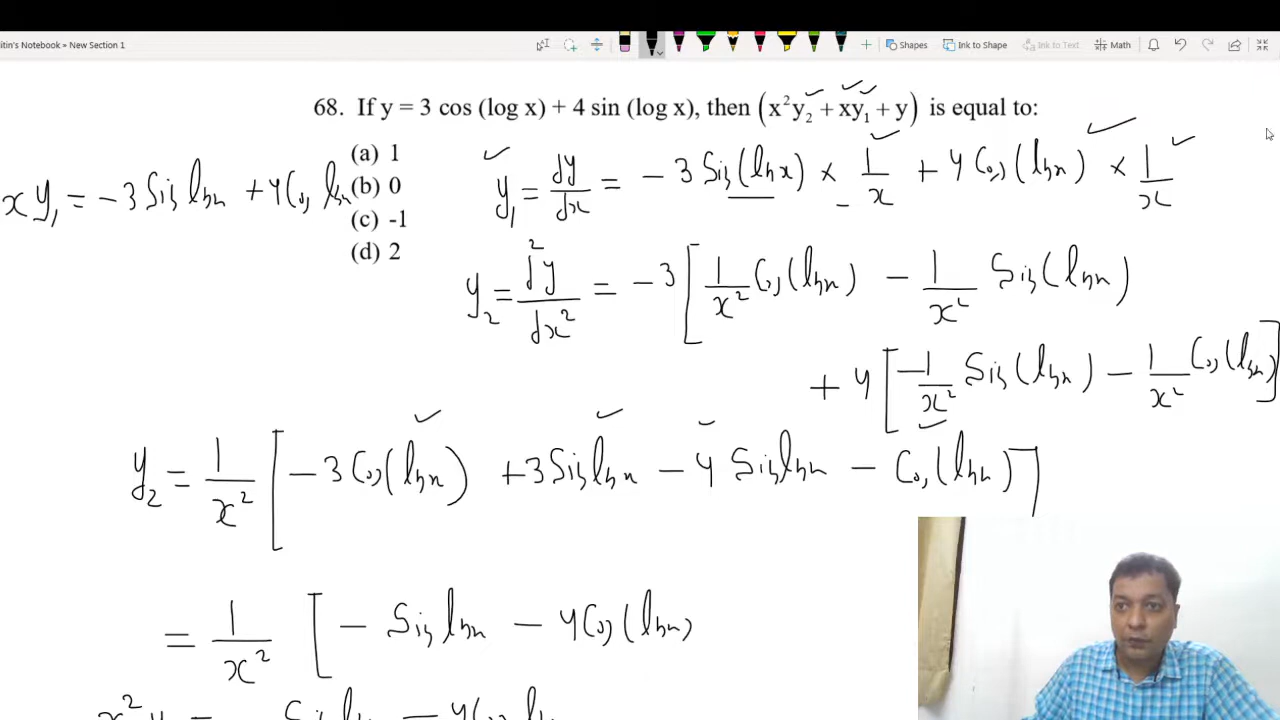 itin's Notebook » New Section 1
Shapes Ink to Shape Ink to Text Math
68. If y = 3 cos (log x) + 4 sin (log x), then (x²y₂ + xy₁ + y) is equal to:
(a) 1
(b) 0
(c) -1
(d) 2
y₁ = dy/dx = - 3 Sin(lnx) × 1/x + 4 Cos(lnx) × 1/x
x y₁ = -3 Sin lnx + 4 Cos lnx
y₂ = d²y/dx² = -3 [ 1/x² Cos(lnx) - 1/x² Sin(lnx)
+ 4 [ -1/x² Sin(lnx) - 1/x² Cos(lnx) ]
y₂ = 1/x² [ -3 Cos(lnx) + 3 Sin lnx - 4 Sin lnx - Cos(lnx) ]
= 1/x² [ - Sin lnx - 4 Cos(lnx)